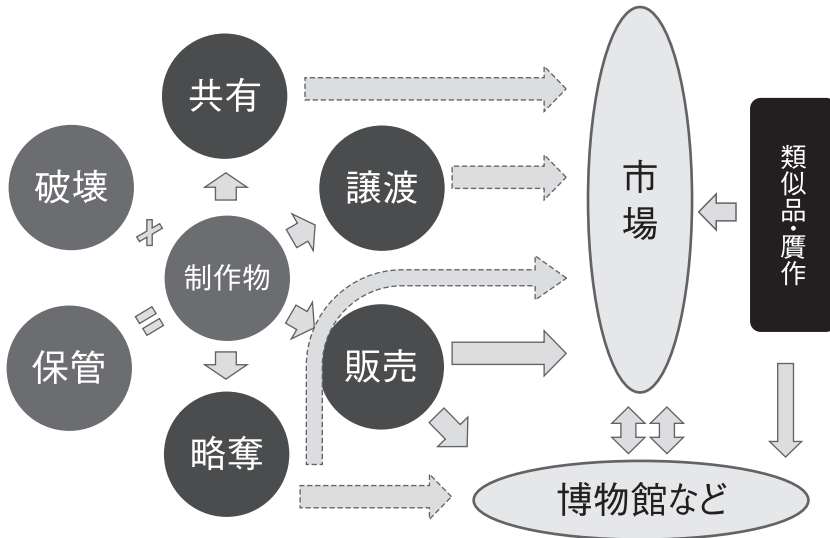 共有
破壊
譲渡
市場
類似品・贋作
制作物
保管
販売
略奪
博物館など